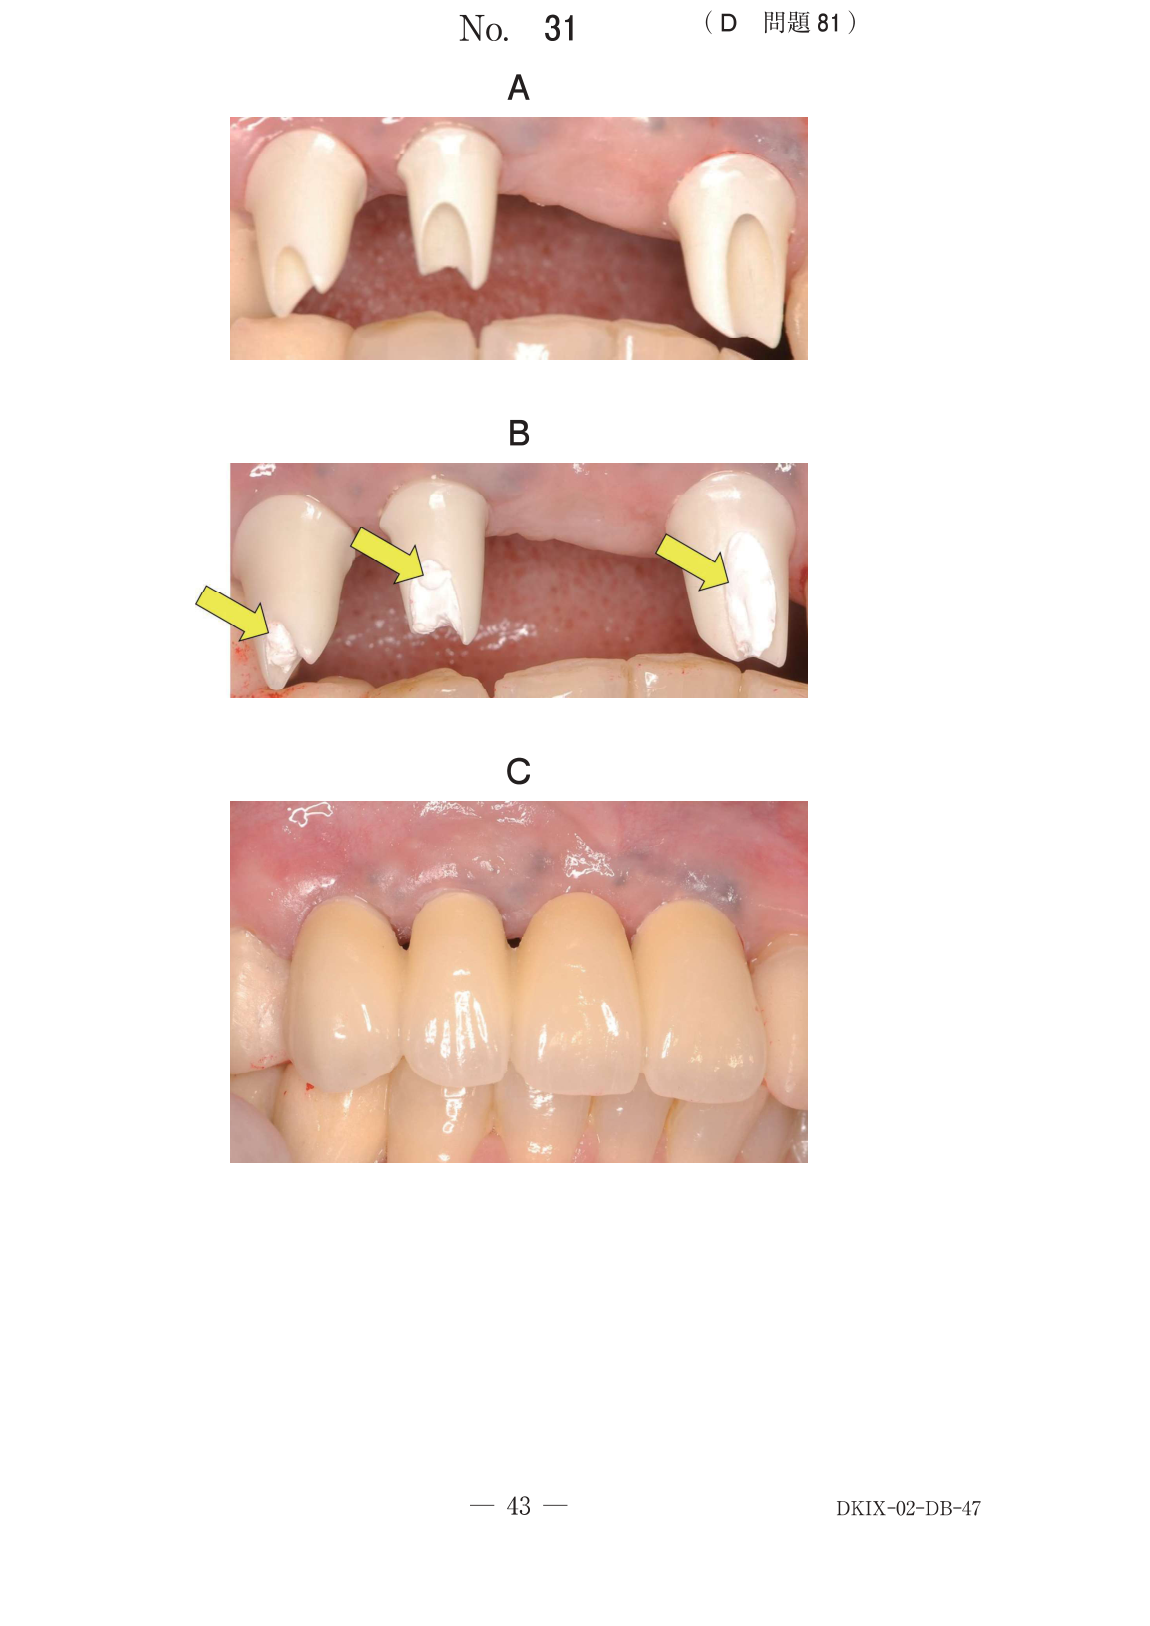 No. 31 （D 問題 81）
A
B
C
— 43 —
DKIX-02-DB-47